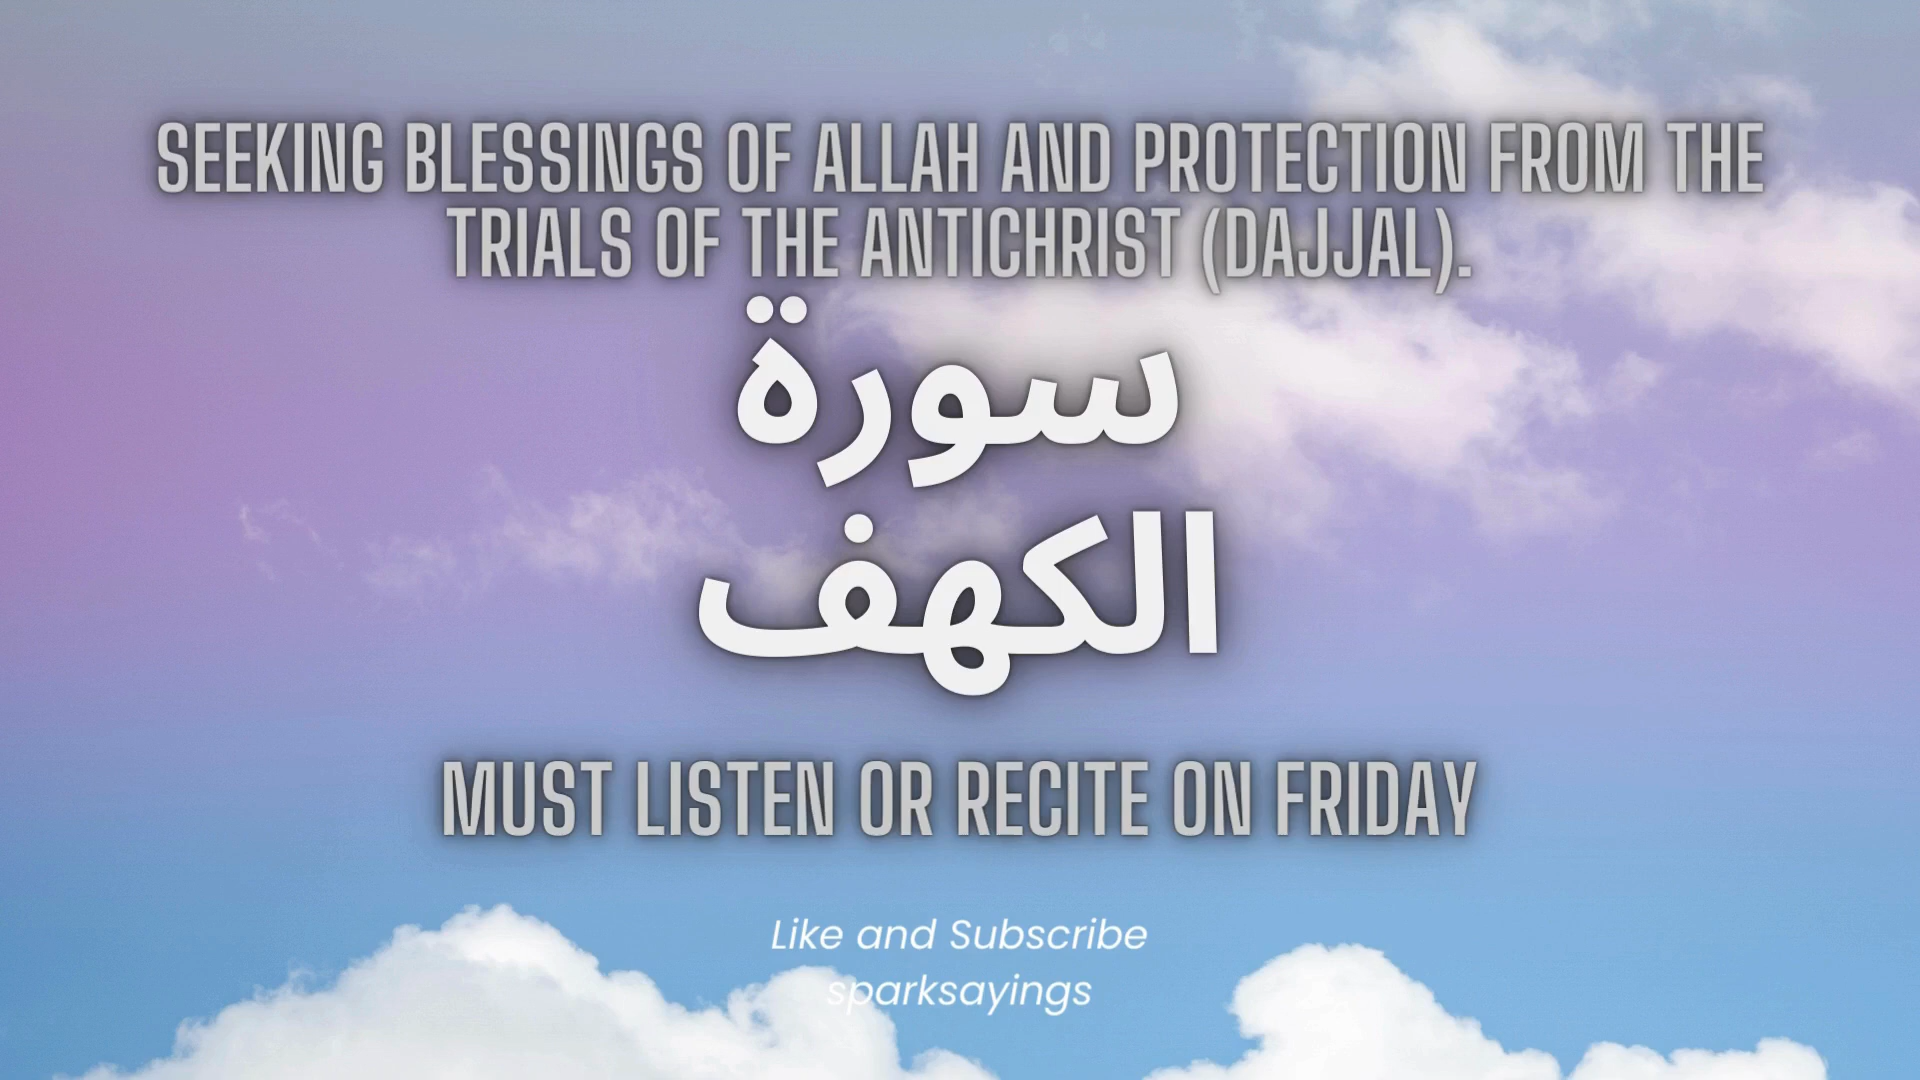 SEEKING BLESSINGS OF ALLAH AND PROTECTION FROM THE
TRIALS OF THE ANTICHRIST (DAJJAL).
سورة
الكهف
MUST LISTEN OR RECITE ON FRIDAY
Like and Subscribe
sparksayings